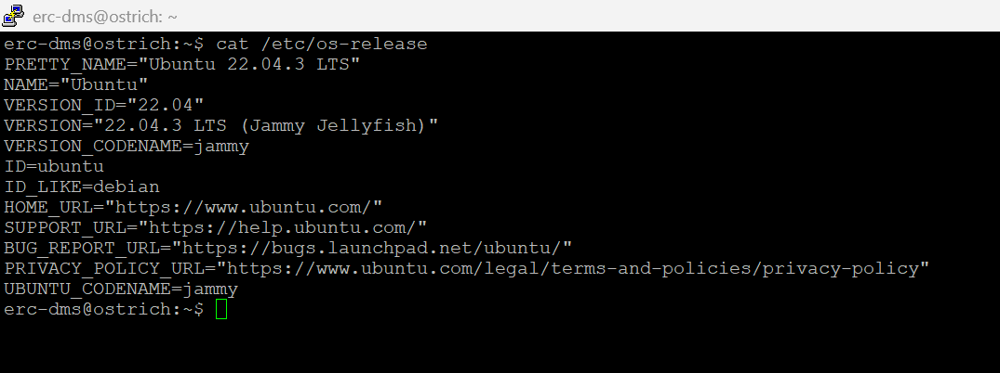 erc-dms@ostrich: ~
erc-dms@ostrich:~$ cat /etc/os-release
PRETTY_NAME="Ubuntu 22.04.3 LTS"
NAME="Ubuntu"
VERSION_ID="22.04"
VERSION="22.04.3 LTS (Jammy Jellyfish)"
VERSION_CODENAME=jammy
ID=ubuntu
ID_LIKE=debian
HOME_URL="https://www.ubuntu.com/"
SUPPORT_URL="https://help.ubuntu.com/"
BUG_REPORT_URL="https://bugs.launchpad.net/ubuntu/"
PRIVACY_POLICY_URL="https://www.ubuntu.com/legal/terms-and-policies/privacy-policy"
UBUNTU_CODENAME=jammy
erc-dms@ostrich:~$